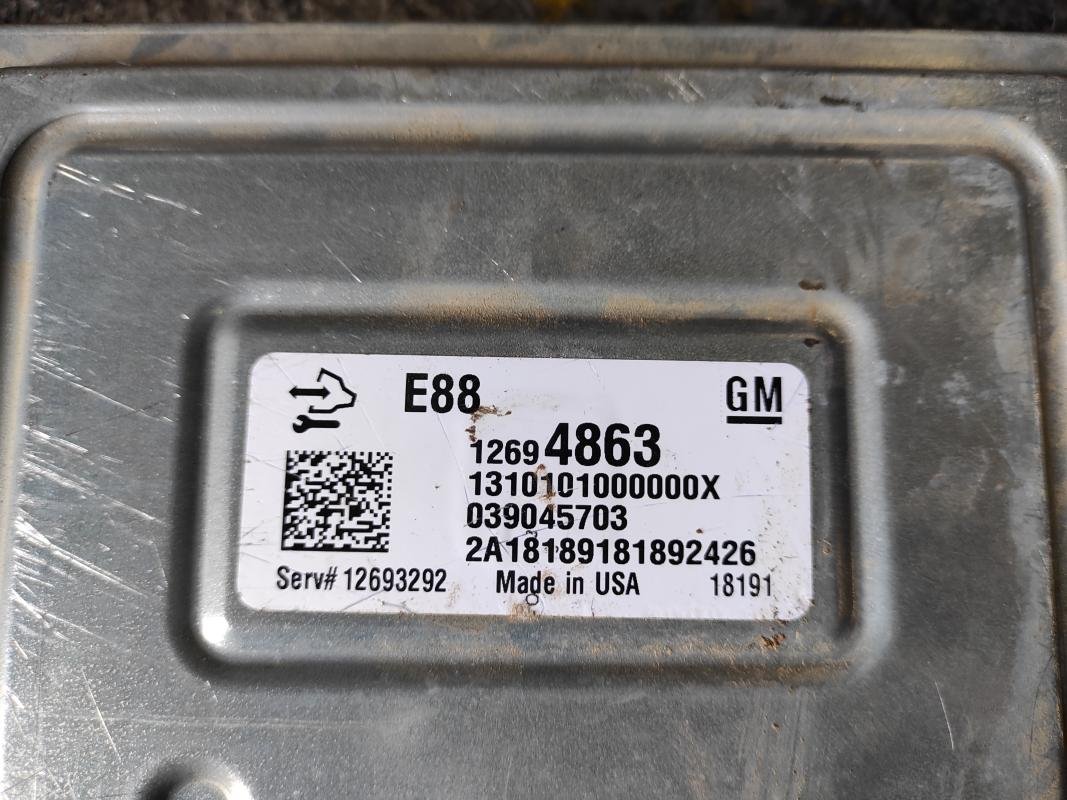 E88
GM
12694863
1310101000000X
039045703
2A18189181892426
Serv# 12693292 Made in USA 18191